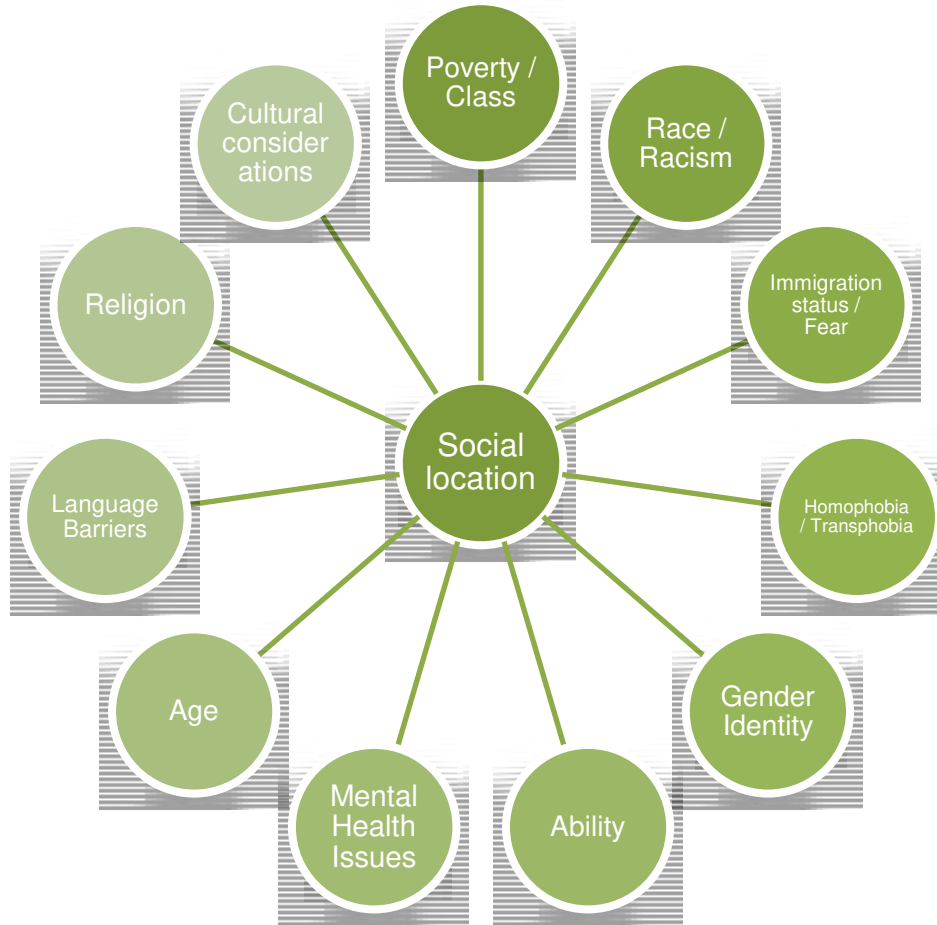 Poverty /
Class
Race /
Racism
Immigration
status /
Fear
Homophobia
/ Transphobia
Gender
Identity
Ability
Mental
Health
Issues
Age
Language
Barriers
Religion
Cultural
consider
ations
Social
location